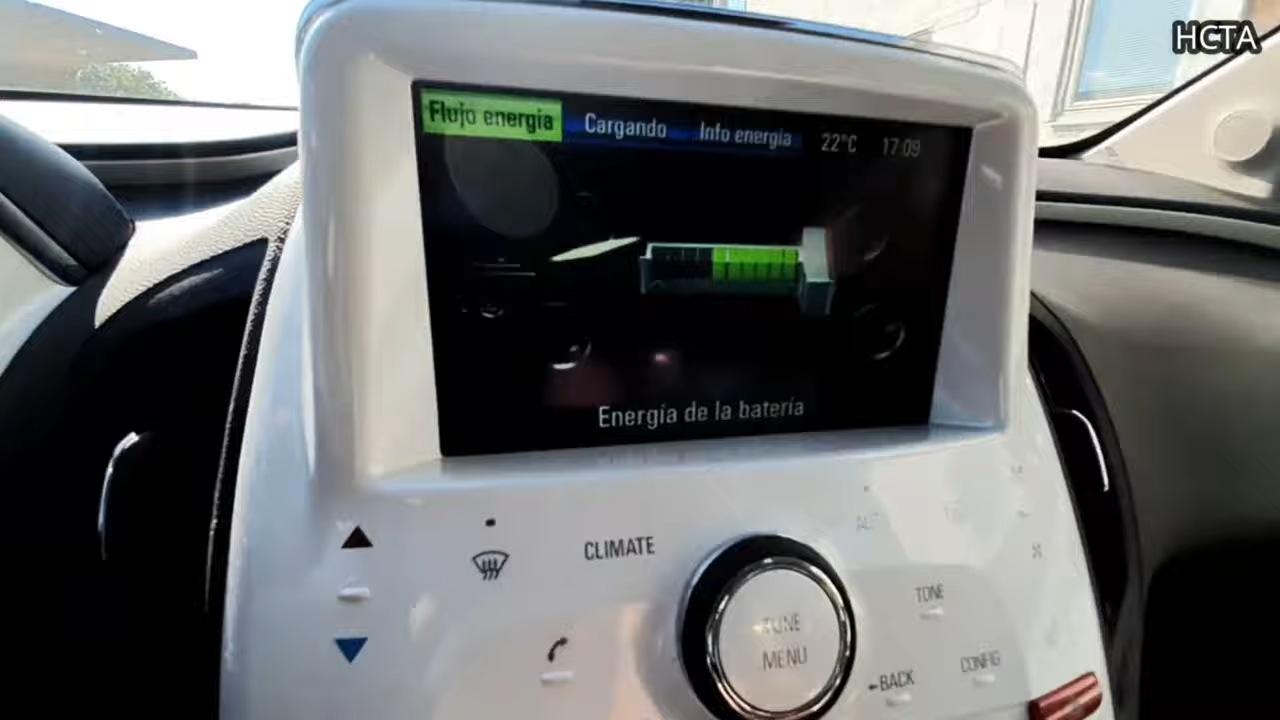 HCTA
Flujo energía Cargando Info energía 22°C 17:09
Energía de la batería
CLIMATE
TUNE
MENU
TONE
BACK
CONFIG